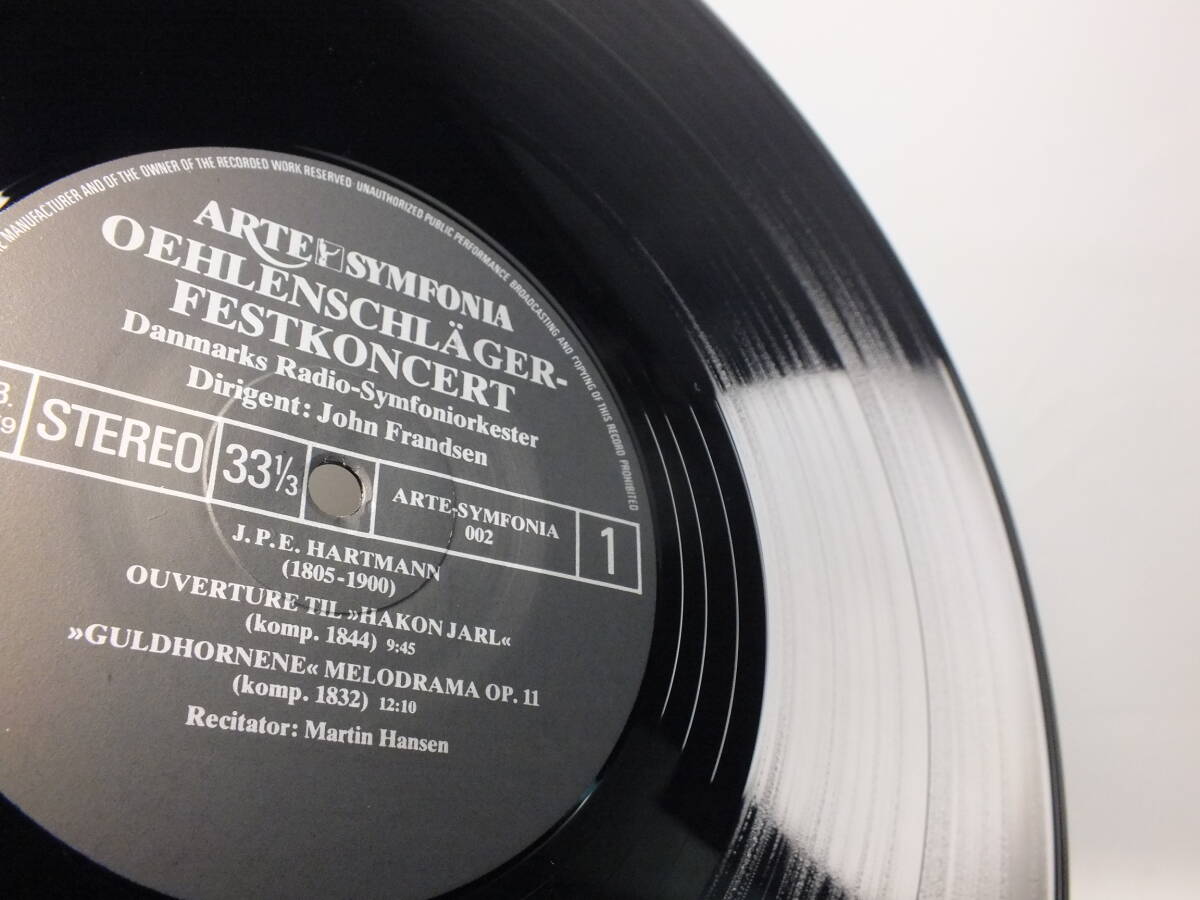 MANUFACTURER AND OF THE OWNER OF THE RECORDED WORK RESERVED UNAUTHORIZED PUBLIC PERFORMANCE BROADCASTING AND COPYING OF THIS RECORD PROHIBITED
ARTE SYMFONIA
OEHLENSCHLÄGER-
FESTKONCERT
Danmarks Radio-Symfoniorkester
Dirigent: John Frandsen
STEREO
33 1/3
ARTE-SYMFONIA
002
1
J.P.E. HARTMANN
(1805-1900)
OUVERTURE TIL »HAKON JARL«
(komp. 1844) 9:45
»GULDHORNENE« MELODRAMA OP. 11
(komp. 1832) 12:10
Recitator: Martin Hansen